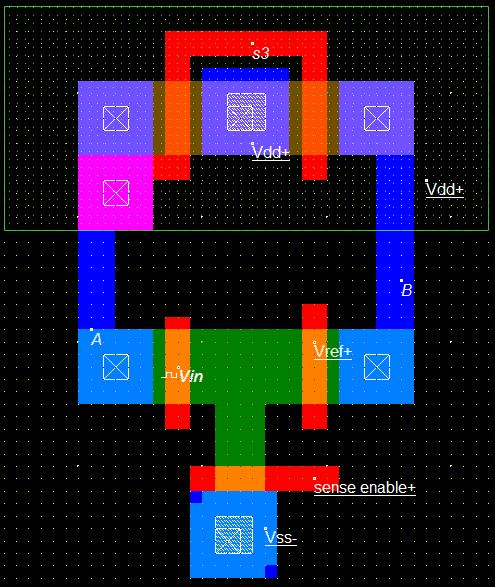 s3
Vdd+
Vdd+
B
A
Vref+
Vin
sense enable+
Vss-